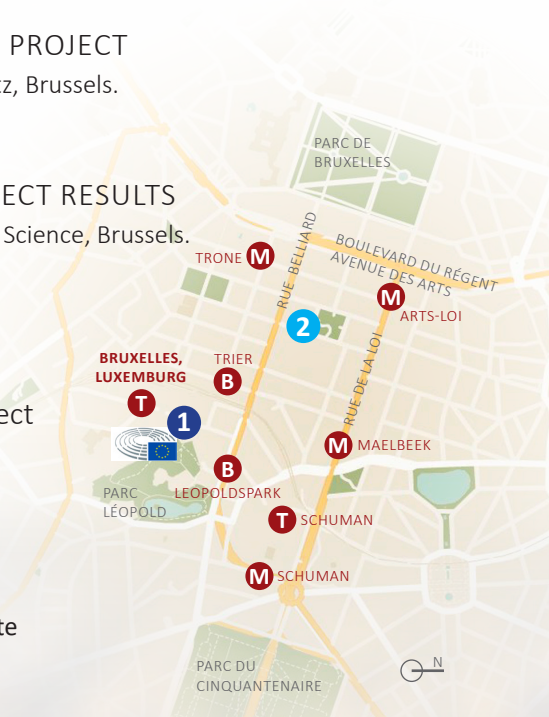 PROJECT
tz, Brussels.
ECT RESULTS
Science, Brussels.
ect
te
PARC DE
BRUXELLES
RUE BELLIARD
BOULEVARD DU RÉGENT
AVENUE DES ARTS
TRONE M
M
ARTS-LOI
2
RUE DE LA LOI
BRUXELLES,
LUXEMBURG
T
TRIER
B
1
M MAELBEEK
B
LEOPOLDSPARK
PARC
LÉOPOLD
T SCHUMAN
M SCHUMAN
PARC DU
CINQUANTENAIRE
N